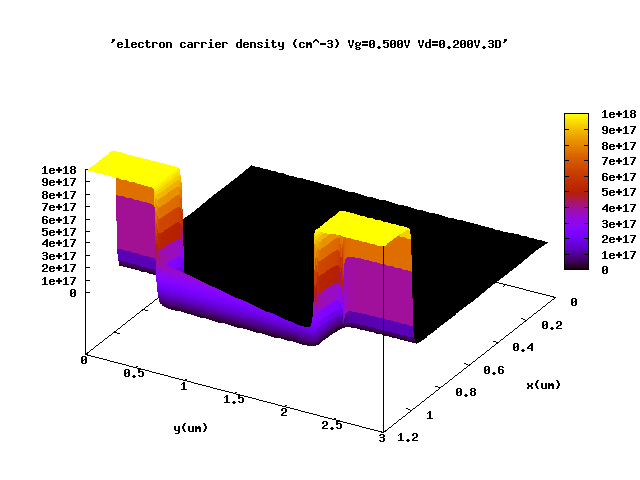 'electron carrier density (cm^-3) Vg=0.500V Vd=0.200V.3D'
1e+18
9e+17
8e+17
7e+17
6e+17
5e+17
4e+17
3e+17
2e+17
1e+17
0
1e+18
9e+17
8e+17
7e+17
6e+17
5e+17
4e+17
3e+17
2e+17
1e+17
0
0
0.5
1
1.5
2
2.5
3
y(um)
0
0.2
0.4
0.6
0.8
1
1.2
x(um)